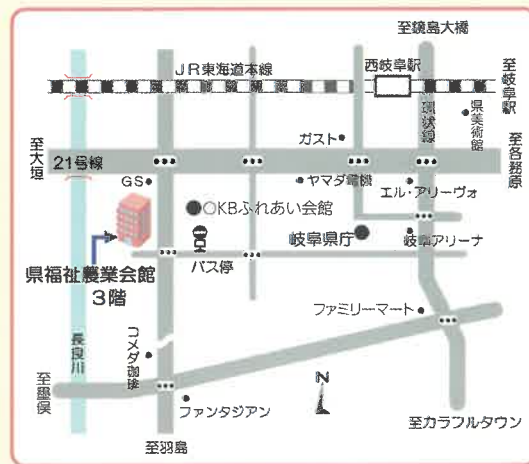 至鏡島大橋
JR東海道本線
西岐阜駅
至岐阜駅
環状線
県美術館
至大垣
21号線
ガスト
至各務原
GS
ヤマダ電機
エル・アリーヴォ
●○KBふれあい会館
岐阜県庁
岐阜アリーナ
バス停
県福祉農業会館
3階
ファミリーマート
長良川
コメダ珈琲
至墨俣
ファンタジアン
N
至カラフルタウン
至羽島